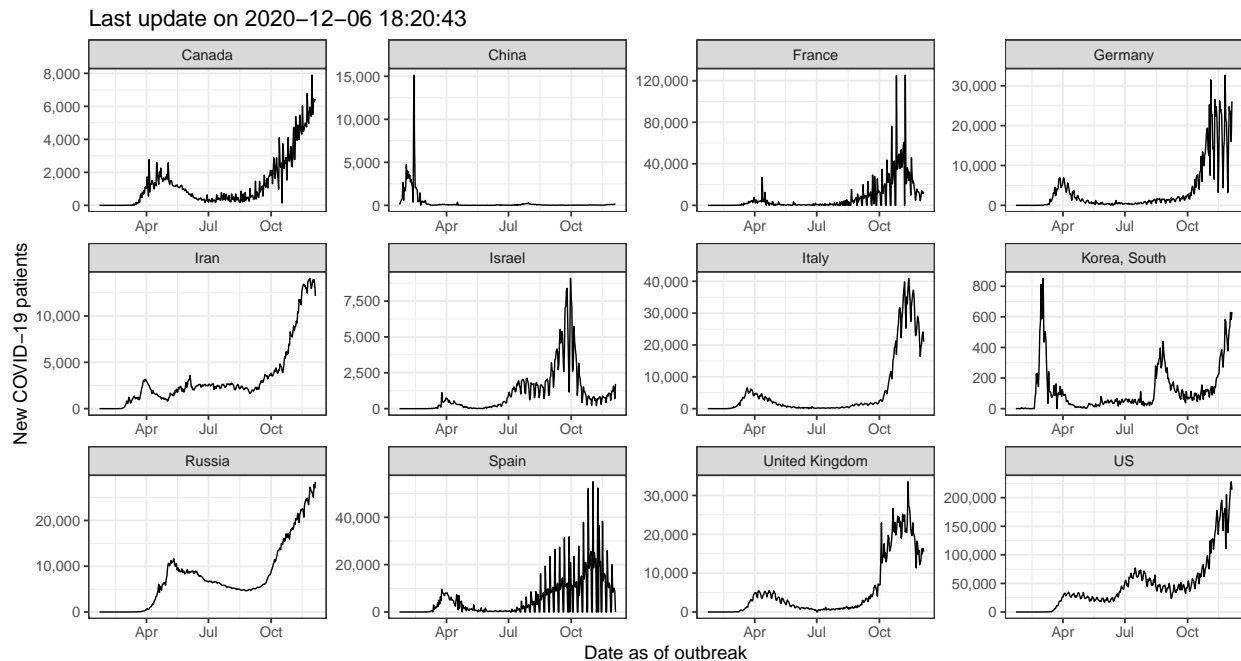 Last update on 2020−12−06 18:20:43
New COVID−19 patients
Canada
8,000
6,000
4,000
2,000
0
Apr Jul Oct
China
15,000
10,000
5,000
0
Apr Jul Oct
France
120,000
80,000
40,000
0
Apr Jul Oct
Germany
30,000
20,000
10,000
0
Apr Jul Oct
Iran
10,000
5,000
0
Apr Jul Oct
Israel
7,500
5,000
2,500
0
Apr Jul Oct
Italy
40,000
30,000
20,000
10,000
0
Apr Jul Oct
Korea, South
800
600
400
200
0
Apr Jul Oct
Russia
20,000
10,000
0
Apr Jul Oct
Spain
40,000
20,000
0
Apr Jul Oct
United Kingdom
30,000
20,000
10,000
0
Apr Jul Oct
US
200,000
150,000
100,000
50,000
0
Apr Jul Oct
Date as of outbreak